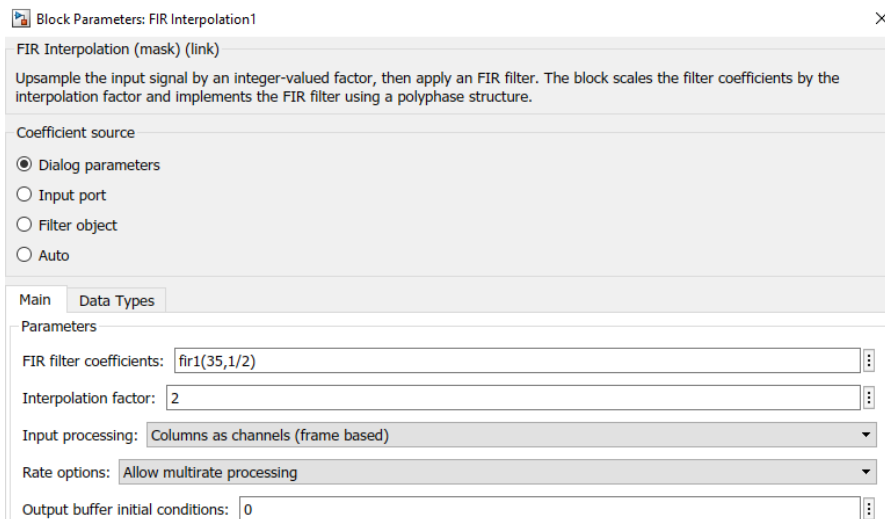 Block Parameters: FIR Interpolation1
FIR Interpolation (mask) (link)
Upsample the input signal by an integer-valued factor, then apply an FIR filter. The block scales the filter coefficients by the
interpolation factor and implements the FIR filter using a polyphase structure.
Coefficient source
Dialog parameters
Input port
Filter object
Auto
Main Data Types
Parameters
FIR filter coefficients: fir1(35,1/2)
Interpolation factor: 2
Input processing: Columns as channels (frame based)
Rate options: Allow multirate processing
Output buffer initial conditions: 0